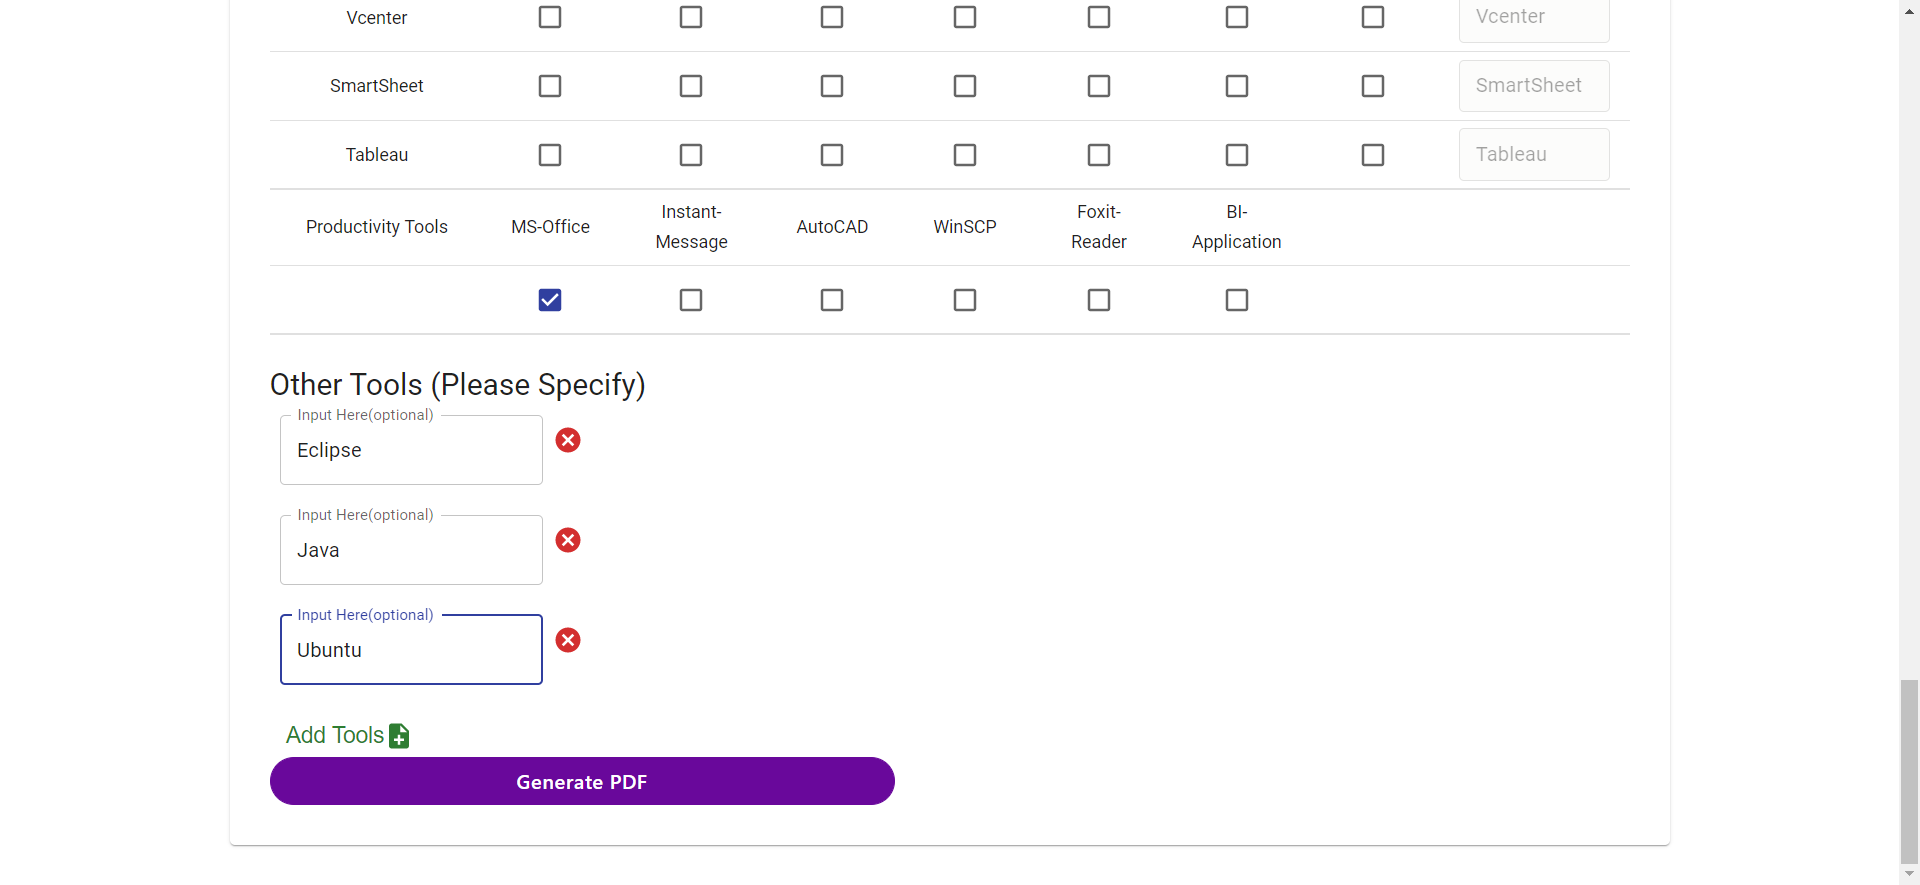 Vcenter Vcenter
SmartSheet SmartSheet
Tableau Tableau
Productivity Tools MS-Office Instant-Message AutoCAD WinSCP Foxit-Reader BI-Application
Other Tools (Please Specify)
Input Here(optional)
Eclipse
Input Here(optional)
Java
Input Here(optional)
Ubuntu
Add Tools
Generate PDF